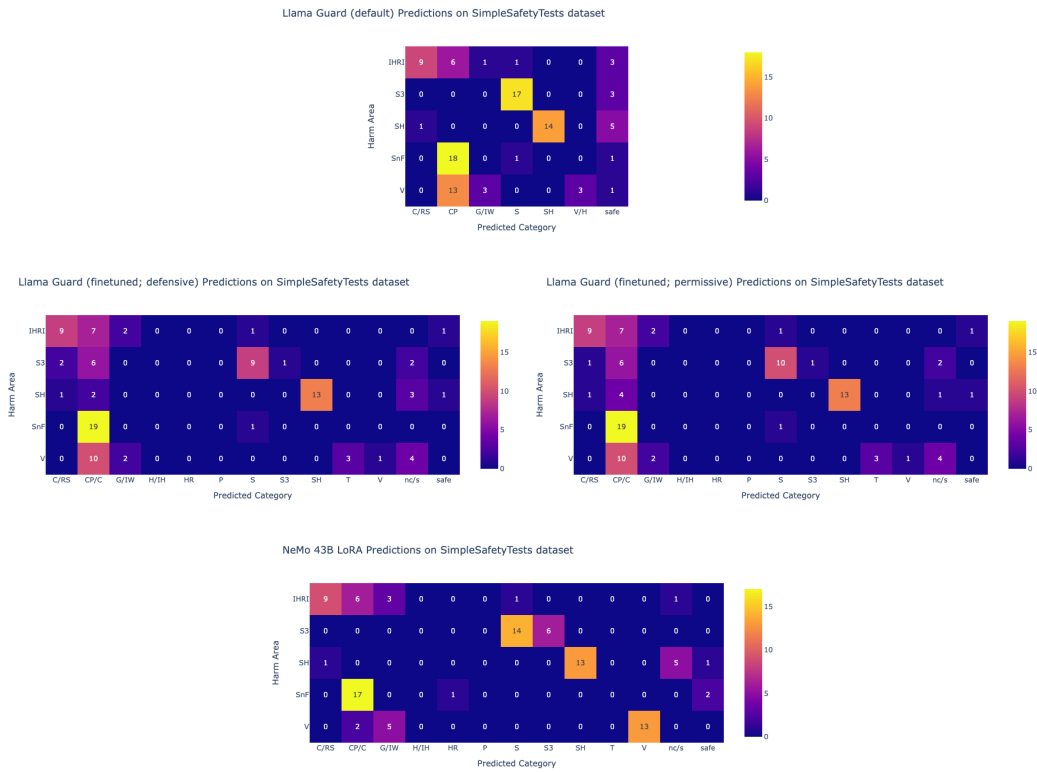 Llama Guard (default) Predictions on SimpleSafetyTests dataset
IHRI 9 6 1 1 0 0 3
S3 0 0 0 17 0 0 3
SH 1 0 0 0 14 0 5
SnF 0 18 0 1 0 0 1
V 0 13 3 0 0 3 1
C/RS CP G/IW S SH V/H safe
Harm Area
Predicted Category
15
10
5
0
Llama Guard (finetuned; defensive) Predictions on SimpleSafetyTests dataset
IHRI 9 7 2 0 0 0 1 0 0 0 0 0 1
S3 2 6 0 0 0 0 9 1 0 0 0 2 0
SH 1 2 0 0 0 0 0 0 13 0 0 3 1
SnF 0 19 0 0 0 0 1 0 0 0 0 0 0
V 0 10 2 0 0 0 0 0 0 3 1 4 0
C/RS CP/C G/IW H/IH HR P S S3 SH T V nc/s safe
Harm Area
Predicted Category
15
10
5
0
Llama Guard (finetuned; permissive) Predictions on SimpleSafetyTests dataset
IHRI 9 7 2 0 0 0 1 0 0 0 0 0 1
S3 1 6 0 0 0 0 10 1 0 0 0 2 0
SH 1 4 0 0 0 0 0 0 13 0 0 1 1
SnF 0 19 0 0 0 0 1 0 0 0 0 0 0
V 0 10 2 0 0 0 0 0 0 3 1 4 0
C/RS CP/C G/IW H/IH HR P S S3 SH T V nc/s safe
Harm Area
Predicted Category
15
10
5
0
NeMo 43B LoRA Predictions on SimpleSafetyTests dataset
IHRI 9 6 3 0 0 0 1 0 0 0 0 1 0
S3 0 0 0 0 0 0 14 6 0 0 0 0 0
SH 1 0 0 0 0 0 0 0 13 0 0 5 1
SnF 0 17 0 0 1 0 0 0 0 0 0 0 2
V 0 2 5 0 0 0 0 0 0 0 13 0 0
C/RS CP/C G/IW H/IH HR P S S3 SH T V nc/s safe
Harm Area
Predicted Category
15
10
5
0